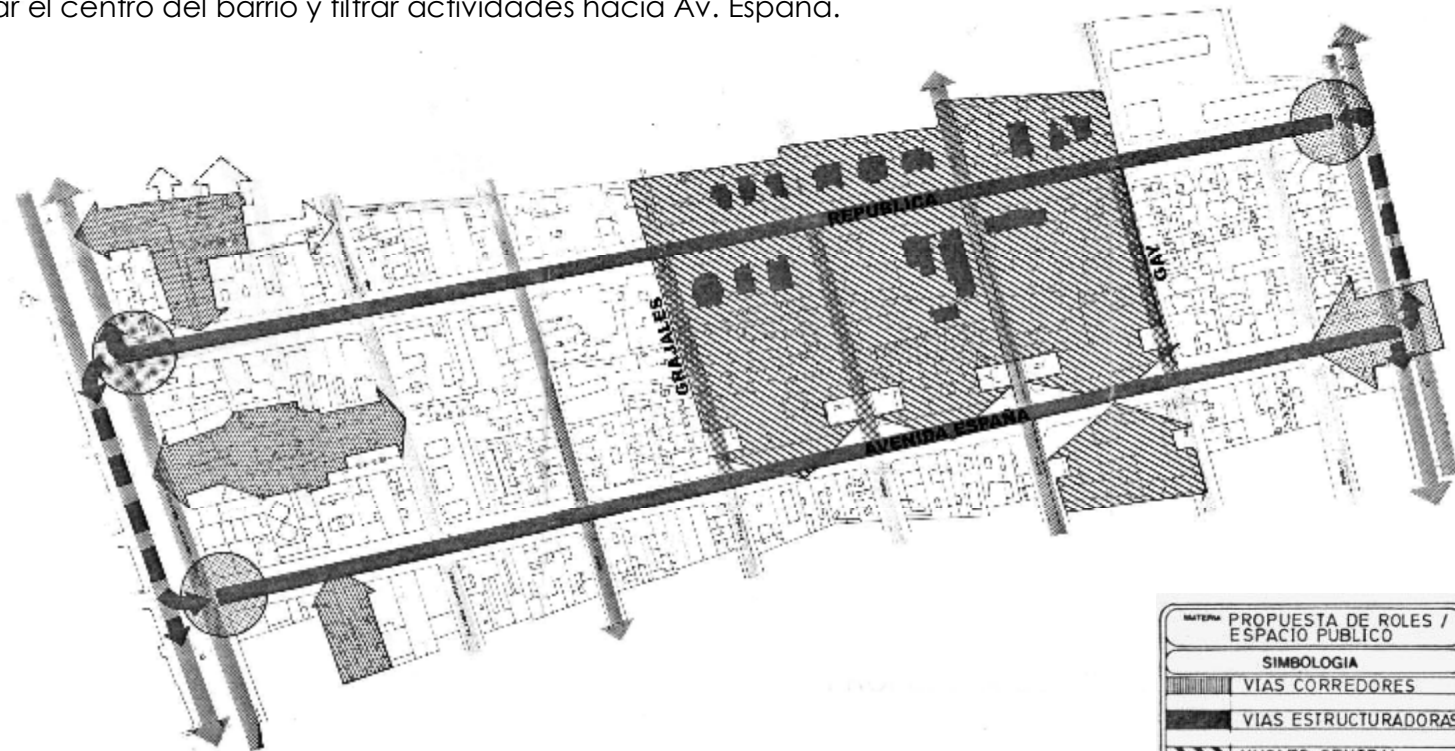 ar el centro del barrio y filtrar actividades hacia Av. España.
REPUBLICA
GAY
GRAJALES
AVENIDA ESPAÑA
MATERIA PROPUESTA DE ROLES /
ESPACIO PUBLICO
SIMBOLOGIA
VIAS CORREDORES
VIAS ESTRUCTURADORAS